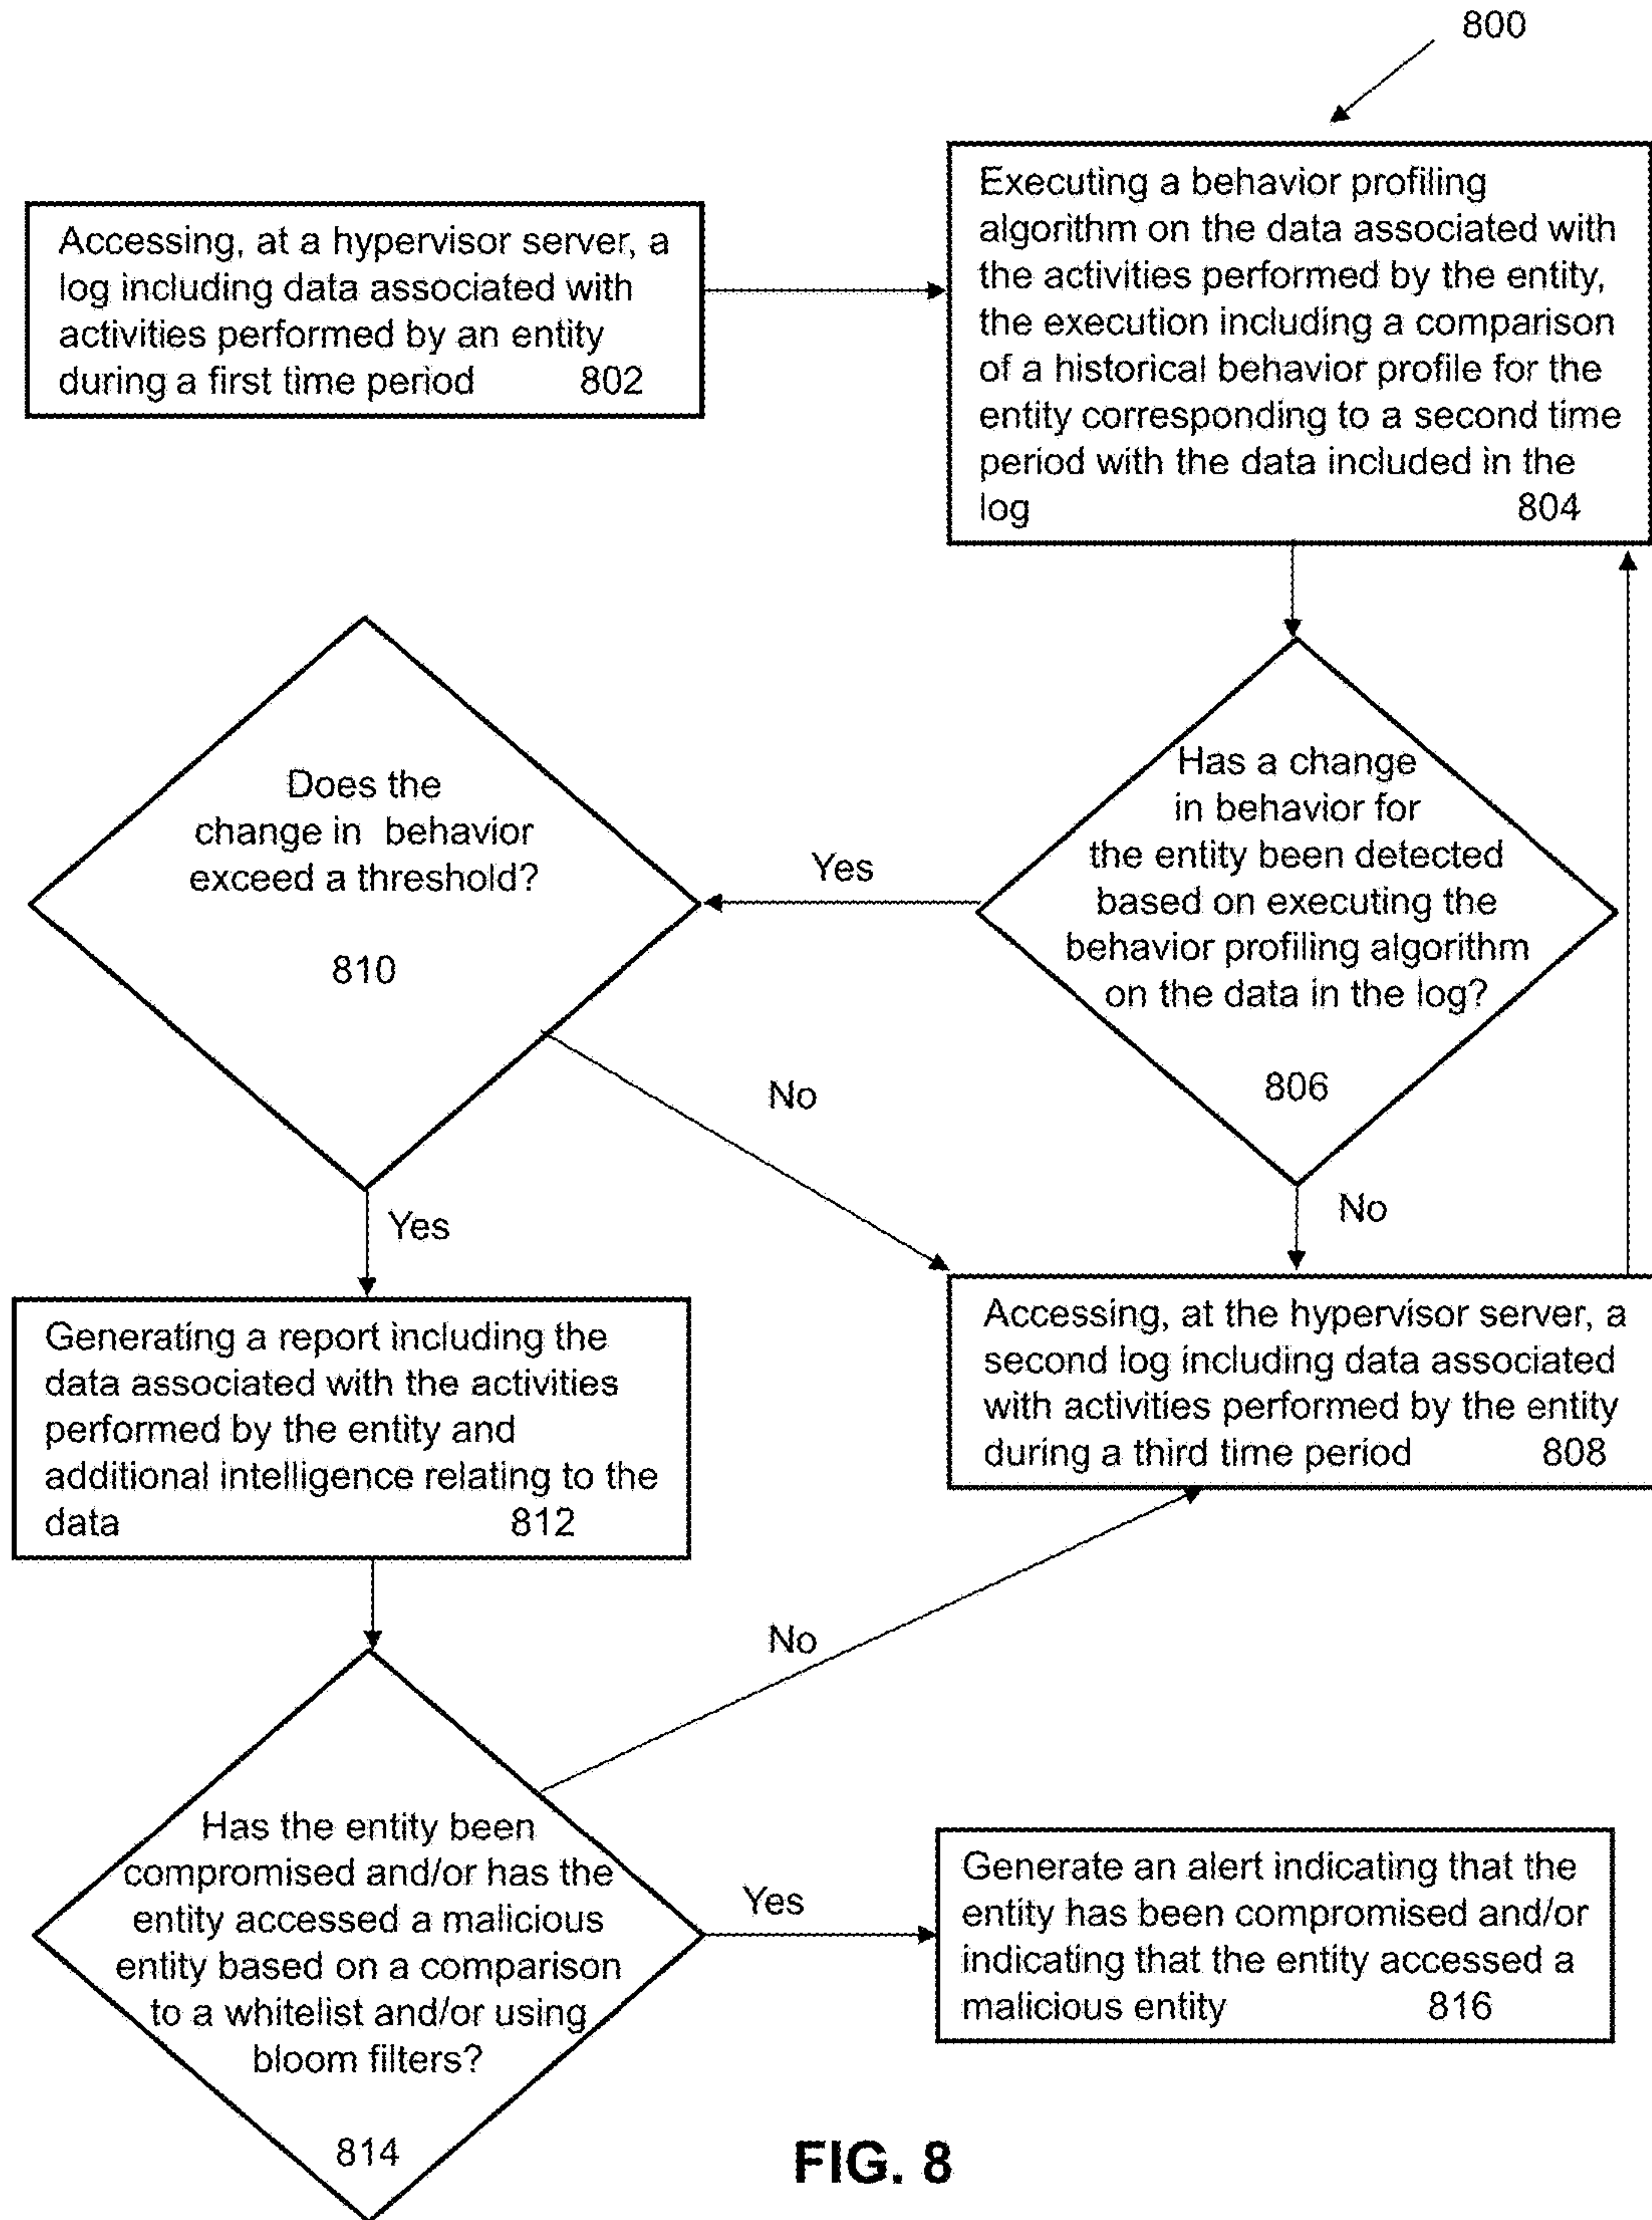 800
Accessing, at a hypervisor server, a
log including data associated with
activities performed by an entity
during a first time period 802
Executing a behavior profiling
algorithm on the data associated with
the activities performed by the entity,
the execution including a comparison
of a historical behavior profile for the
entity corresponding to a second time
period with the data included in the
log 804
Has a change
in behavior for
the entity been detected
based on executing the
behavior profiling algorithm
on the data in the log?
806
Yes
No
Does the
change in behavior
exceed a threshold?
810
No
Yes
Accessing, at the hypervisor server, a
second log including data associated
with activities performed by the entity
during a third time period 808
Generating a report including the
data associated with the activities
performed by the entity and
additional intelligence relating to the
data 812
No
Has the entity been
compromised and/or has the
entity accessed a malicious
entity based on a comparison
to a whitelist and/or using
bloom filters?
814
Yes
Generate an alert indicating that the
entity has been compromised and/or
indicating that the entity accessed a
malicious entity 816
FIG. 8